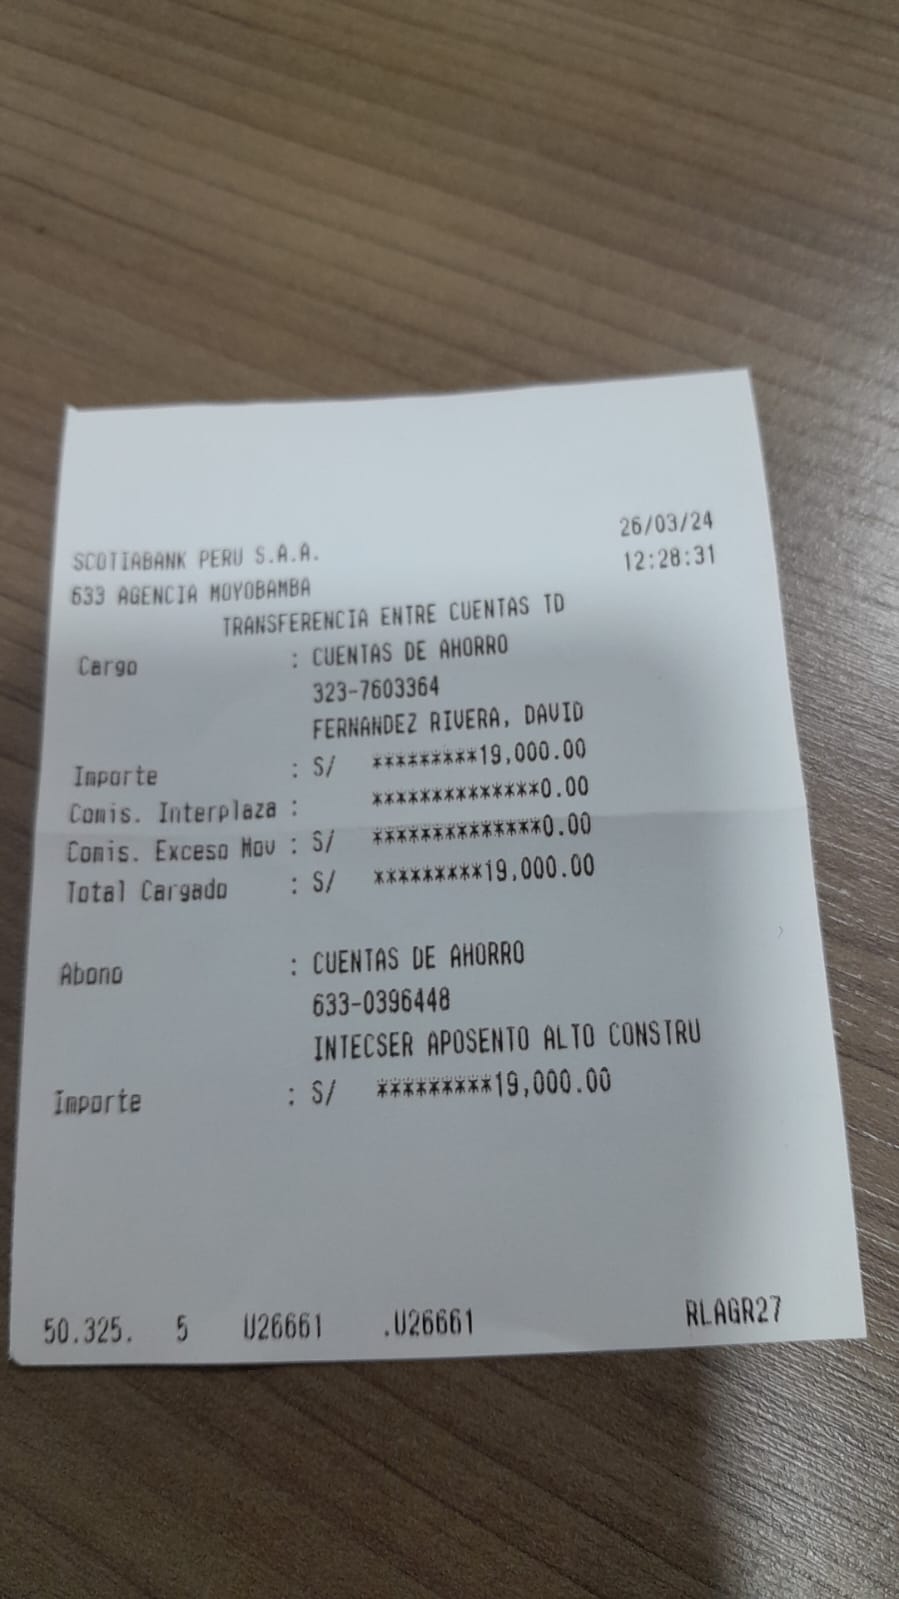 26/03/24
SCOTIABANK PERU S.A.A. 12:28:31
633 AGENCIA MOYOBAMBA
TRANSFERENCIA ENTRE CUENTAS TD
Cargo : CUENTAS DE AHORRO
323-7603364
FERNANDEZ RIVERA, DAVID
Importe : S/ *********19,000.00
Comis. Interplaza : **************0.00
Comis. Exceso Mov : S/ **************0.00
Total Cargado : S/ *********19,000.00
Abono : CUENTAS DE AHORRO
633-0396448
INTECSER APOSENTO ALTO CONSTRU
Importe : S/ *********19,000.00
50.325. 5 U26661 .U26661 RLAGR27